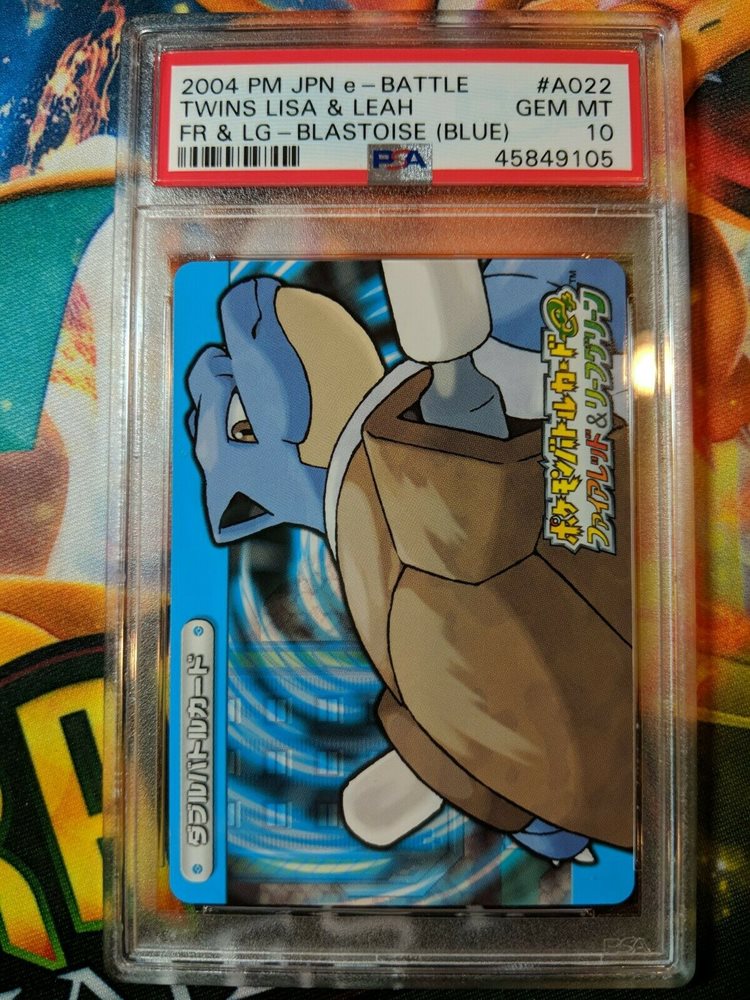 2004 PM JPN e-BATTLE #A022
TWINS LISA & LEAH GEM MT
FR & LG-BLASTOISE (BLUE) 10
PSA 45849105
ポケモンバトルカードe+™
ファイアレッド&リーフグリーン
ダブルバトルカード
PSA